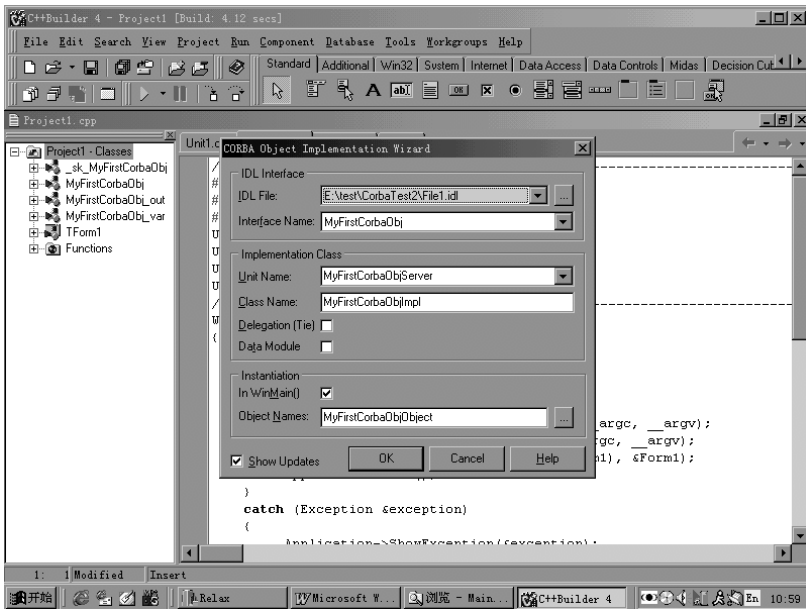 C++Builder 4 - Project1 [Build: 4.12 secs]
File Edit Search View Project Run Component Database Tools Workgroups Help
Standard Additional Win32 System Internet Data Access Data Controls Midas Decision Cub
Project1.cpp
Project1 - Classes
_sk_MyFirstCorbaObj
MyFirstCorbaObj
MyFirstCorbaObj_out
MyFirstCorbaObj_var
TForm1
Functions
Unit1.c
CORBA Object Implementation Wizard
IDL Interface
IDL File: E:\test\CorbaTest2\File1.idl ...
Interface Name: MyFirstCorbaObj
Implementation Class
Unit Name: MyFirstCorbaObjServer
Class Name: MyFirstCorbaObjImpl
Delegation (Tie)
Data Module
Instantiation
In WinMain()
Object Names: MyFirstCorbaObjObject ...
Show Updates OK Cancel Help
argc, __argv);
rgc, __argv);
m1), &Form1);
}
catch (Exception &exception)
{
Application->ShowException(&exception);
1: 1 Modified Insert
开始 Relax Microsoft W... 浏览 - Main... C++Builder 4 En 10:59